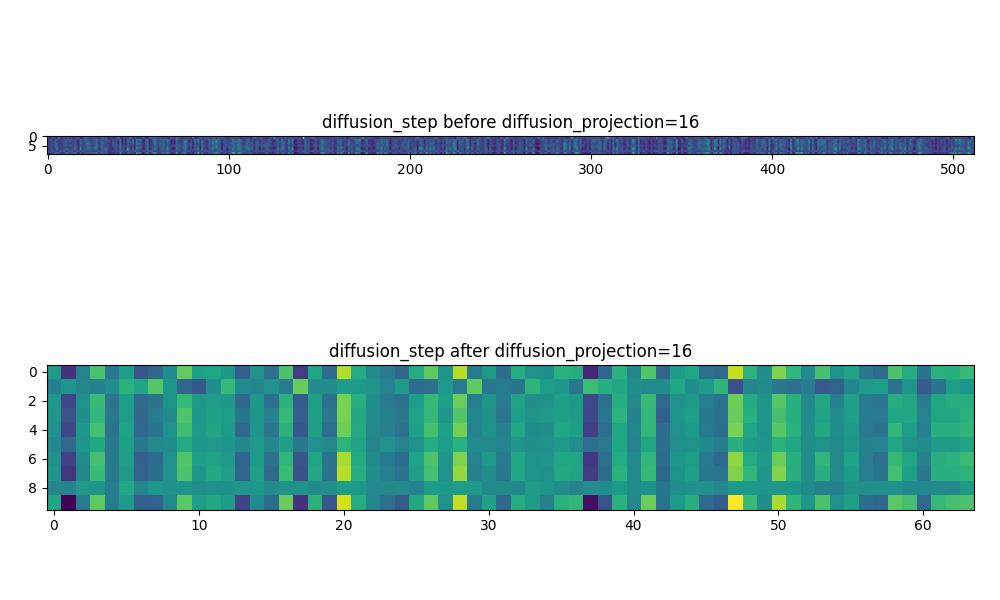 diffusion_step before diffusion_projection=16
0
5
0 100 200 300 400 500
diffusion_step after diffusion_projection=16
0
2
4
6
8
0 10 20 30 40 50 60